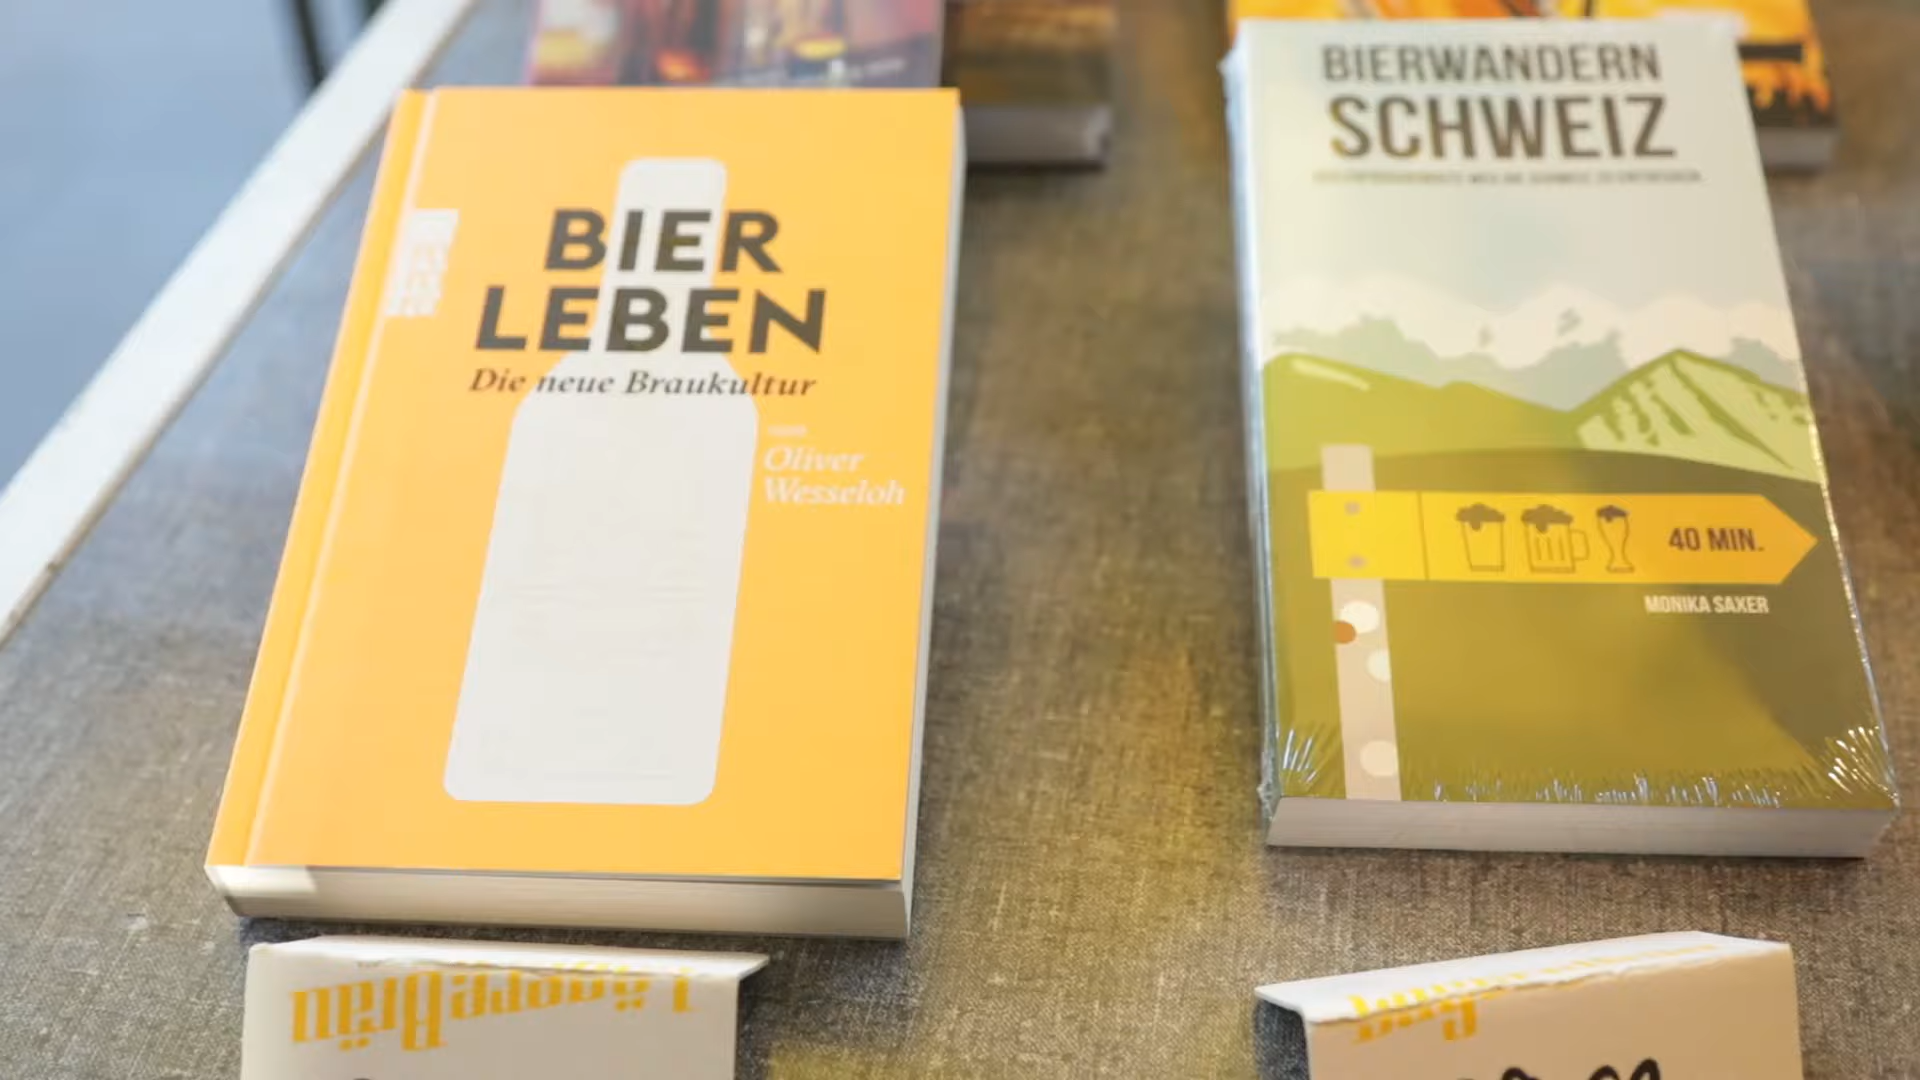 BIER
LEBEN
Die neue Braukultur
Oliver
Wesseloh
BIERWANDERN
SCHWEIZ
40 MIN.
MONIKA SAXER